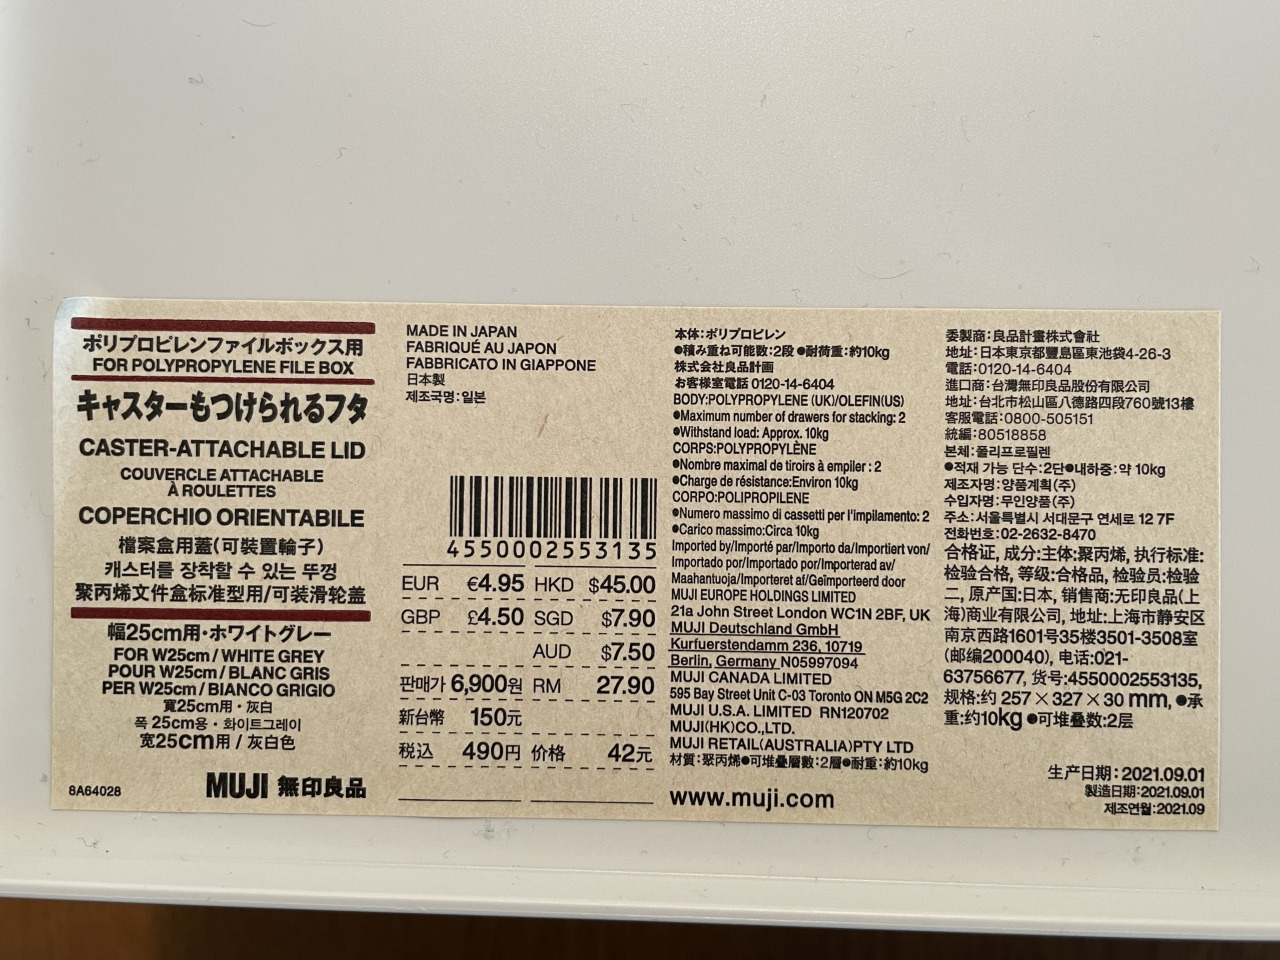 ポリプロピレンファイルボックス用
FOR POLYPROPYLENE FILE BOX
キャスターもつけられるフタ
CASTER-ATTACHABLE LID
COUVERCLE ATTACHABLE
À ROULETTES
COPERCHIO ORIENTABILE
檔案盒用蓋(可裝置輪子)
캐스터를 장착할 수 있는 뚜껑
聚丙烯文件盒标准型用/可装滑轮盖
幅25cm用・ホワイトグレー
FOR W25cm / WHITE GREY
POUR W25cm / BLANC GRIS
PER W25cm / BIANCO GRIGIO
寬25cm用・灰白
폭 25cm용・화이트그레이
宽25cm用 / 灰白色
8A64028
MUJI 無印良品
MADE IN JAPAN
FABRIQUÉ AU JAPON
FABBRICATO IN GIAPPONE
日本製
제조국명:일본
4550002553135
EUR €4.95 HKD $45.00
GBP £4.50 SGD $7.90
AUD $7.50
판매가 6,900원 RM 27.90
新台幣 150元
税込 490円 价格 42元
本体:ポリプロピレン
●積み重ね可能数:2段 ●耐荷重:約10kg
株式会社良品計画
お客様室電話 0120-14-6404
BODY:POLYPROPYLENE (UK)/OLEFIN(US)
●Maximum number of drawers for stacking: 2
●Withstand load: Approx. 10kg
CORPS:POLYPROPYLÈNE
●Nombre maximal de tiroirs à empiler : 2
●Charge de résistance:Environ 10kg
CORPO:POLIPROPILENE
●Numero massimo di cassetti per l'impilamento: 2
●Carico massimo:Circa 10kg
Imported by/Importé par/Importo da/Importiert von/
Importado por/Importado por/Importerad av/
Maahantuoja/Importeret af/Geïmporteerd door
MUJI EUROPE HOLDINGS LIMITED
21a John Street London WC1N 2BF, UK
MUJI Deutschland GmbH
Kurfuerstendamm 236, 10719
Berlin, Germany N05997094
MUJI CANADA LIMITED
595 Bay Street Unit C-03 Toronto ON M5G 2C2
MUJI U.S.A. LIMITED RN120702
MUJI(HK)CO.,LTD.
MUJI RETAIL(AUSTRALIA)PTY LTD
材質:聚丙烯●可堆疊層數:2層●耐重:約10kg
www.muji.com
委製商:良品計畫株式會社
地址:日本東京都豐島區東池袋4-26-3
電話:0120-14-6404
進口商:台灣無印良品股份有限公司
地址:台北市松山區八德路四段760號13樓
客服電話:0800-505151
統編:80518858
본체:폴리프로필렌
●적재 가능 단수:2단●내하중:약 10kg
제조자명:양품계획(주)
수입자명:무인양품(주)
주소:서울특별시 서대문구 연세로 12 7F
전화번호:02-2632-8470
合格证, 成分:主体:聚丙烯, 执行标准:
检验合格, 等级:合格品, 检验员:检验
二, 原产国:日本, 销售商:无印良品(上
海)商业有限公司, 地址:上海市静安区
南京西路1601号35楼3501-3508室
(邮编200040), 电话:021-
63756677, 货号:4550002553135,
规格:约 257×327×30 mm, ●承
重:约10kg ●可堆叠数:2层
生产日期:2021.09.01
製造日期:2021.09.01
제조연월:2021.09